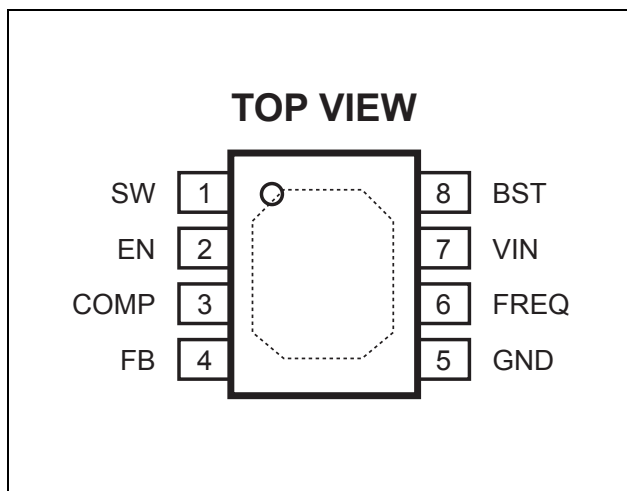 TOP VIEW
SW 1 8 BST
EN 2 7 VIN
COMP 3 6 FREQ
FB 4 5 GND